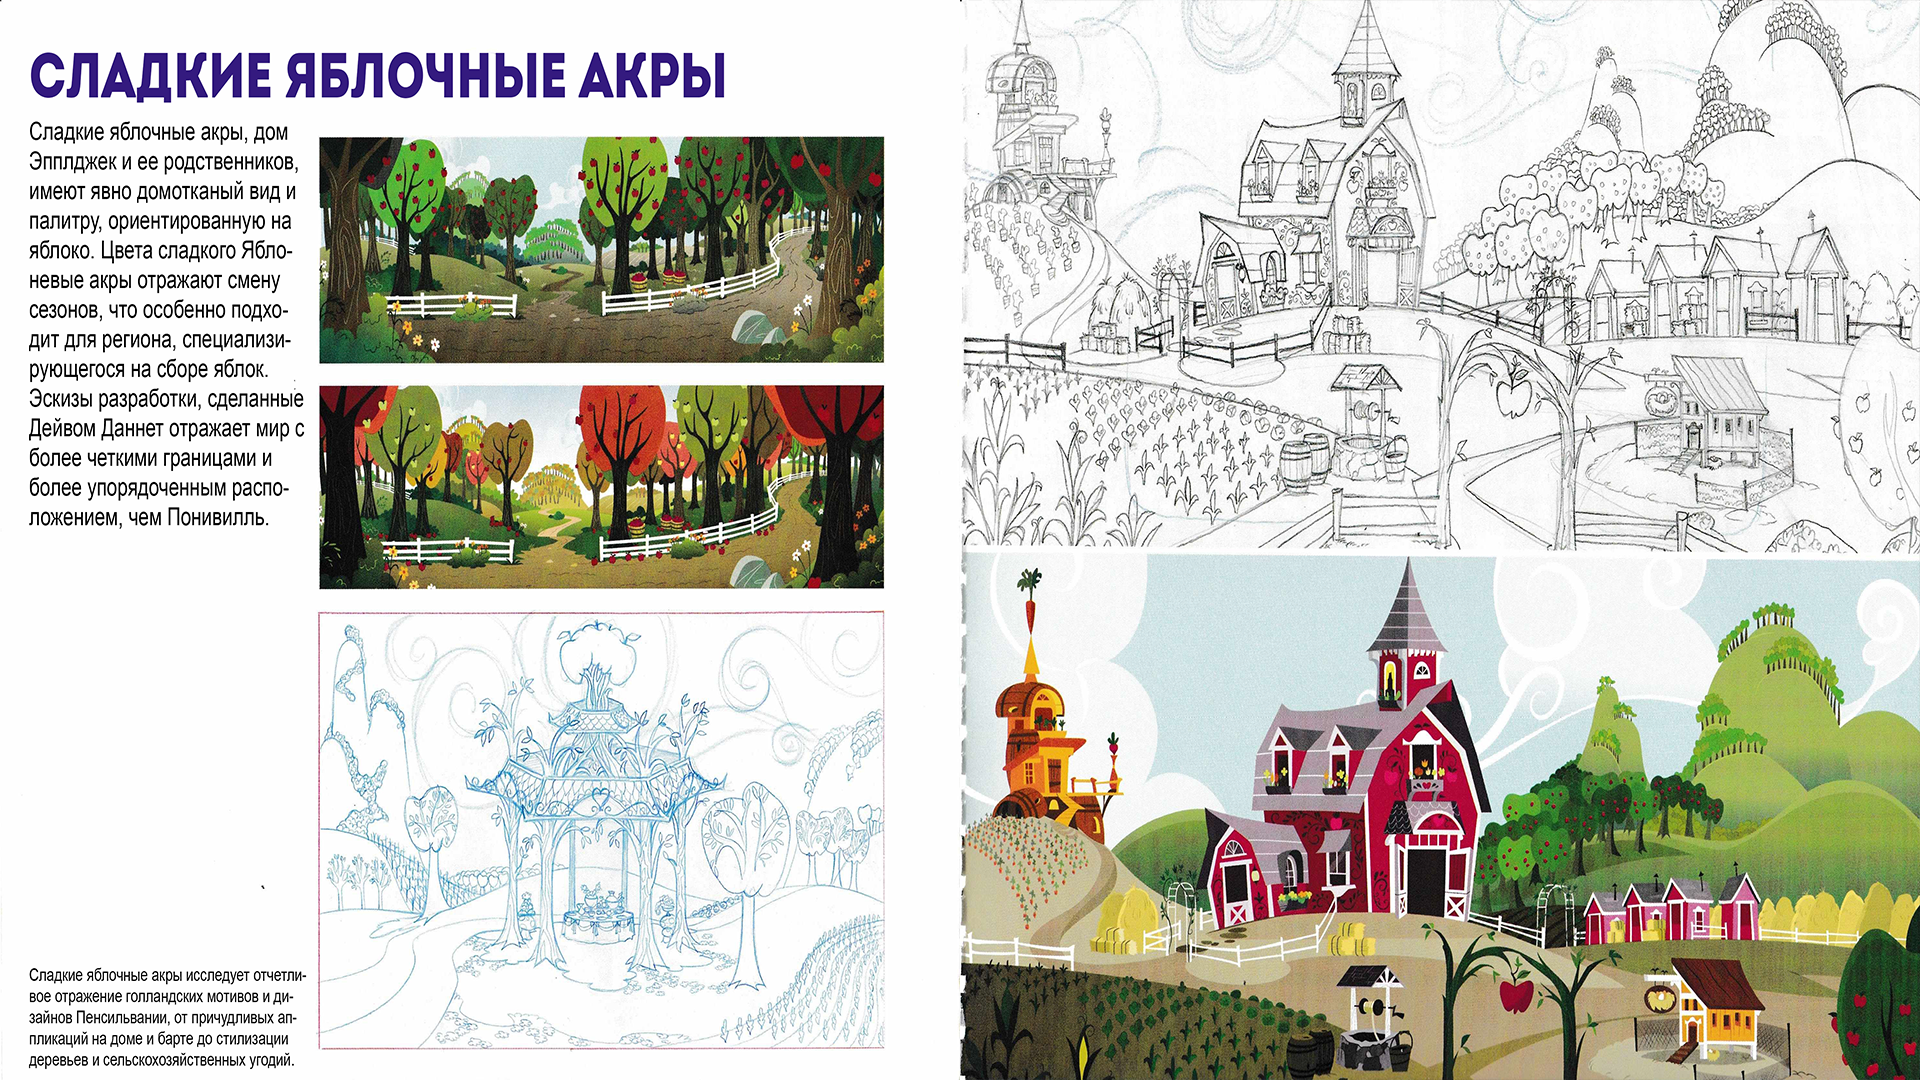 СЛАДКИЕ ЯБЛОЧНЫЕ АКРЫ
Сладкие яблочные акры, дом
Эпплджек и ее родственников,
имеют явно домотканый вид и
палитру, ориентированную на
яблоко. Цвета сладкого Ябло-
невые акры отражают смену
сезонов, что особенно подхо-
дит для региона, специализи-
рующегося на сборе яблок.
Эскизы разработки, сделанные
Дейвом Даннет отражает мир с
более четкими границами и
более упорядоченным распо-
ложением, чем Понивилль.
Сладкие яблочные акры исследует отчетли-
вое отражение голландских мотивов и ди-
зайнов Пенсильвании, от причудливых ап-
пликаций на доме и барте до стилизации
деревьев и сельскохозяйственных угодий.